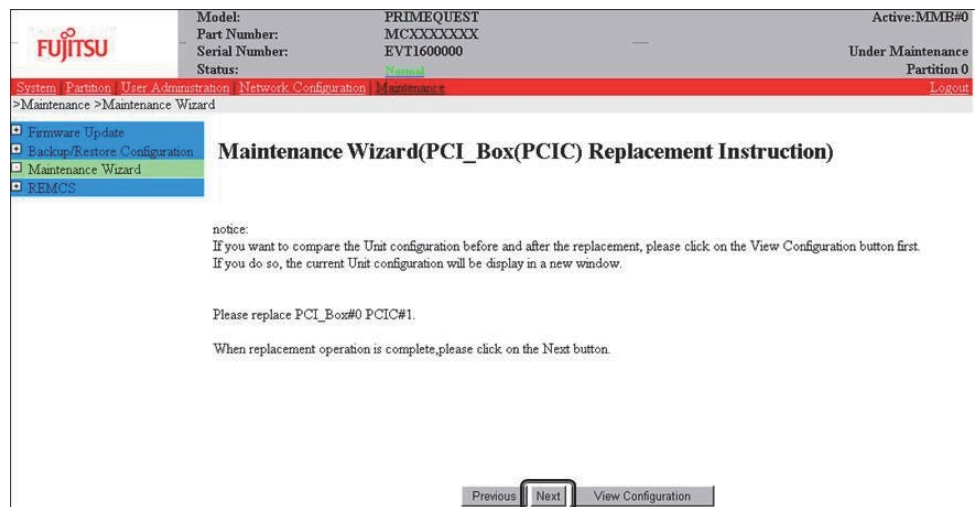 FUJITSU
Model: PRIMEQUEST Active:MMB#0
Part Number: MCXXXXXXX
Serial Number: EVT1600000 Under Maintenance
Status: Normal Partition 0
System | Partition | User Administration | Network Configuration | Maintenance Logout
>Maintenance >Maintenance Wizard
Firmware Update
Backup/Restore Configuration
Maintenance Wizard
REMCS
Maintenance Wizard(PCI_Box(PCIC) Replacement Instruction)
notice:
If you want to compare the Unit configuration before and after the replacement, please click on the View Configuration button first.
If you do so, the current Unit configuration will be display in a new window.
Please replace PCI_Box#0 PCIC#1.
When replacement operation is complete,please click on the Next button.
Previous Next View Configuration